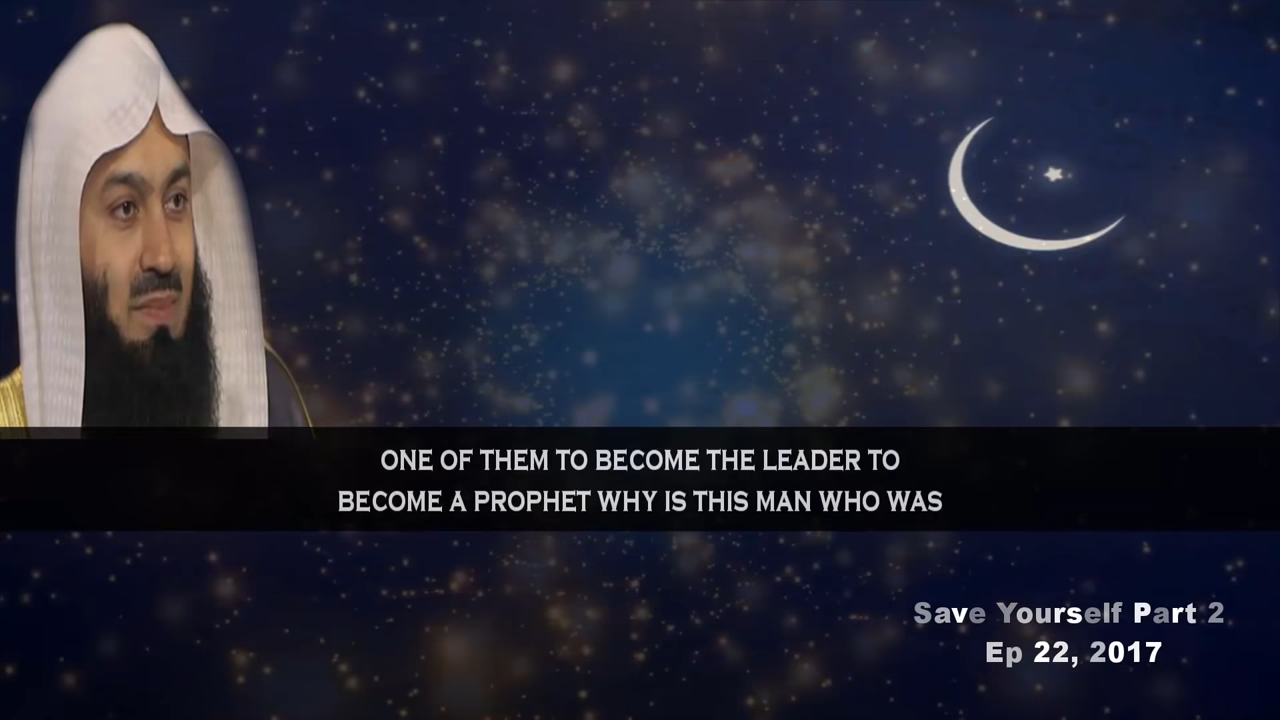 ONE OF THEM TO BECOME THE LEADER TO
BECOME A PROPHET WHY IS THIS MAN WHO WAS
Save Yourself Part 2
Ep 22, 2017